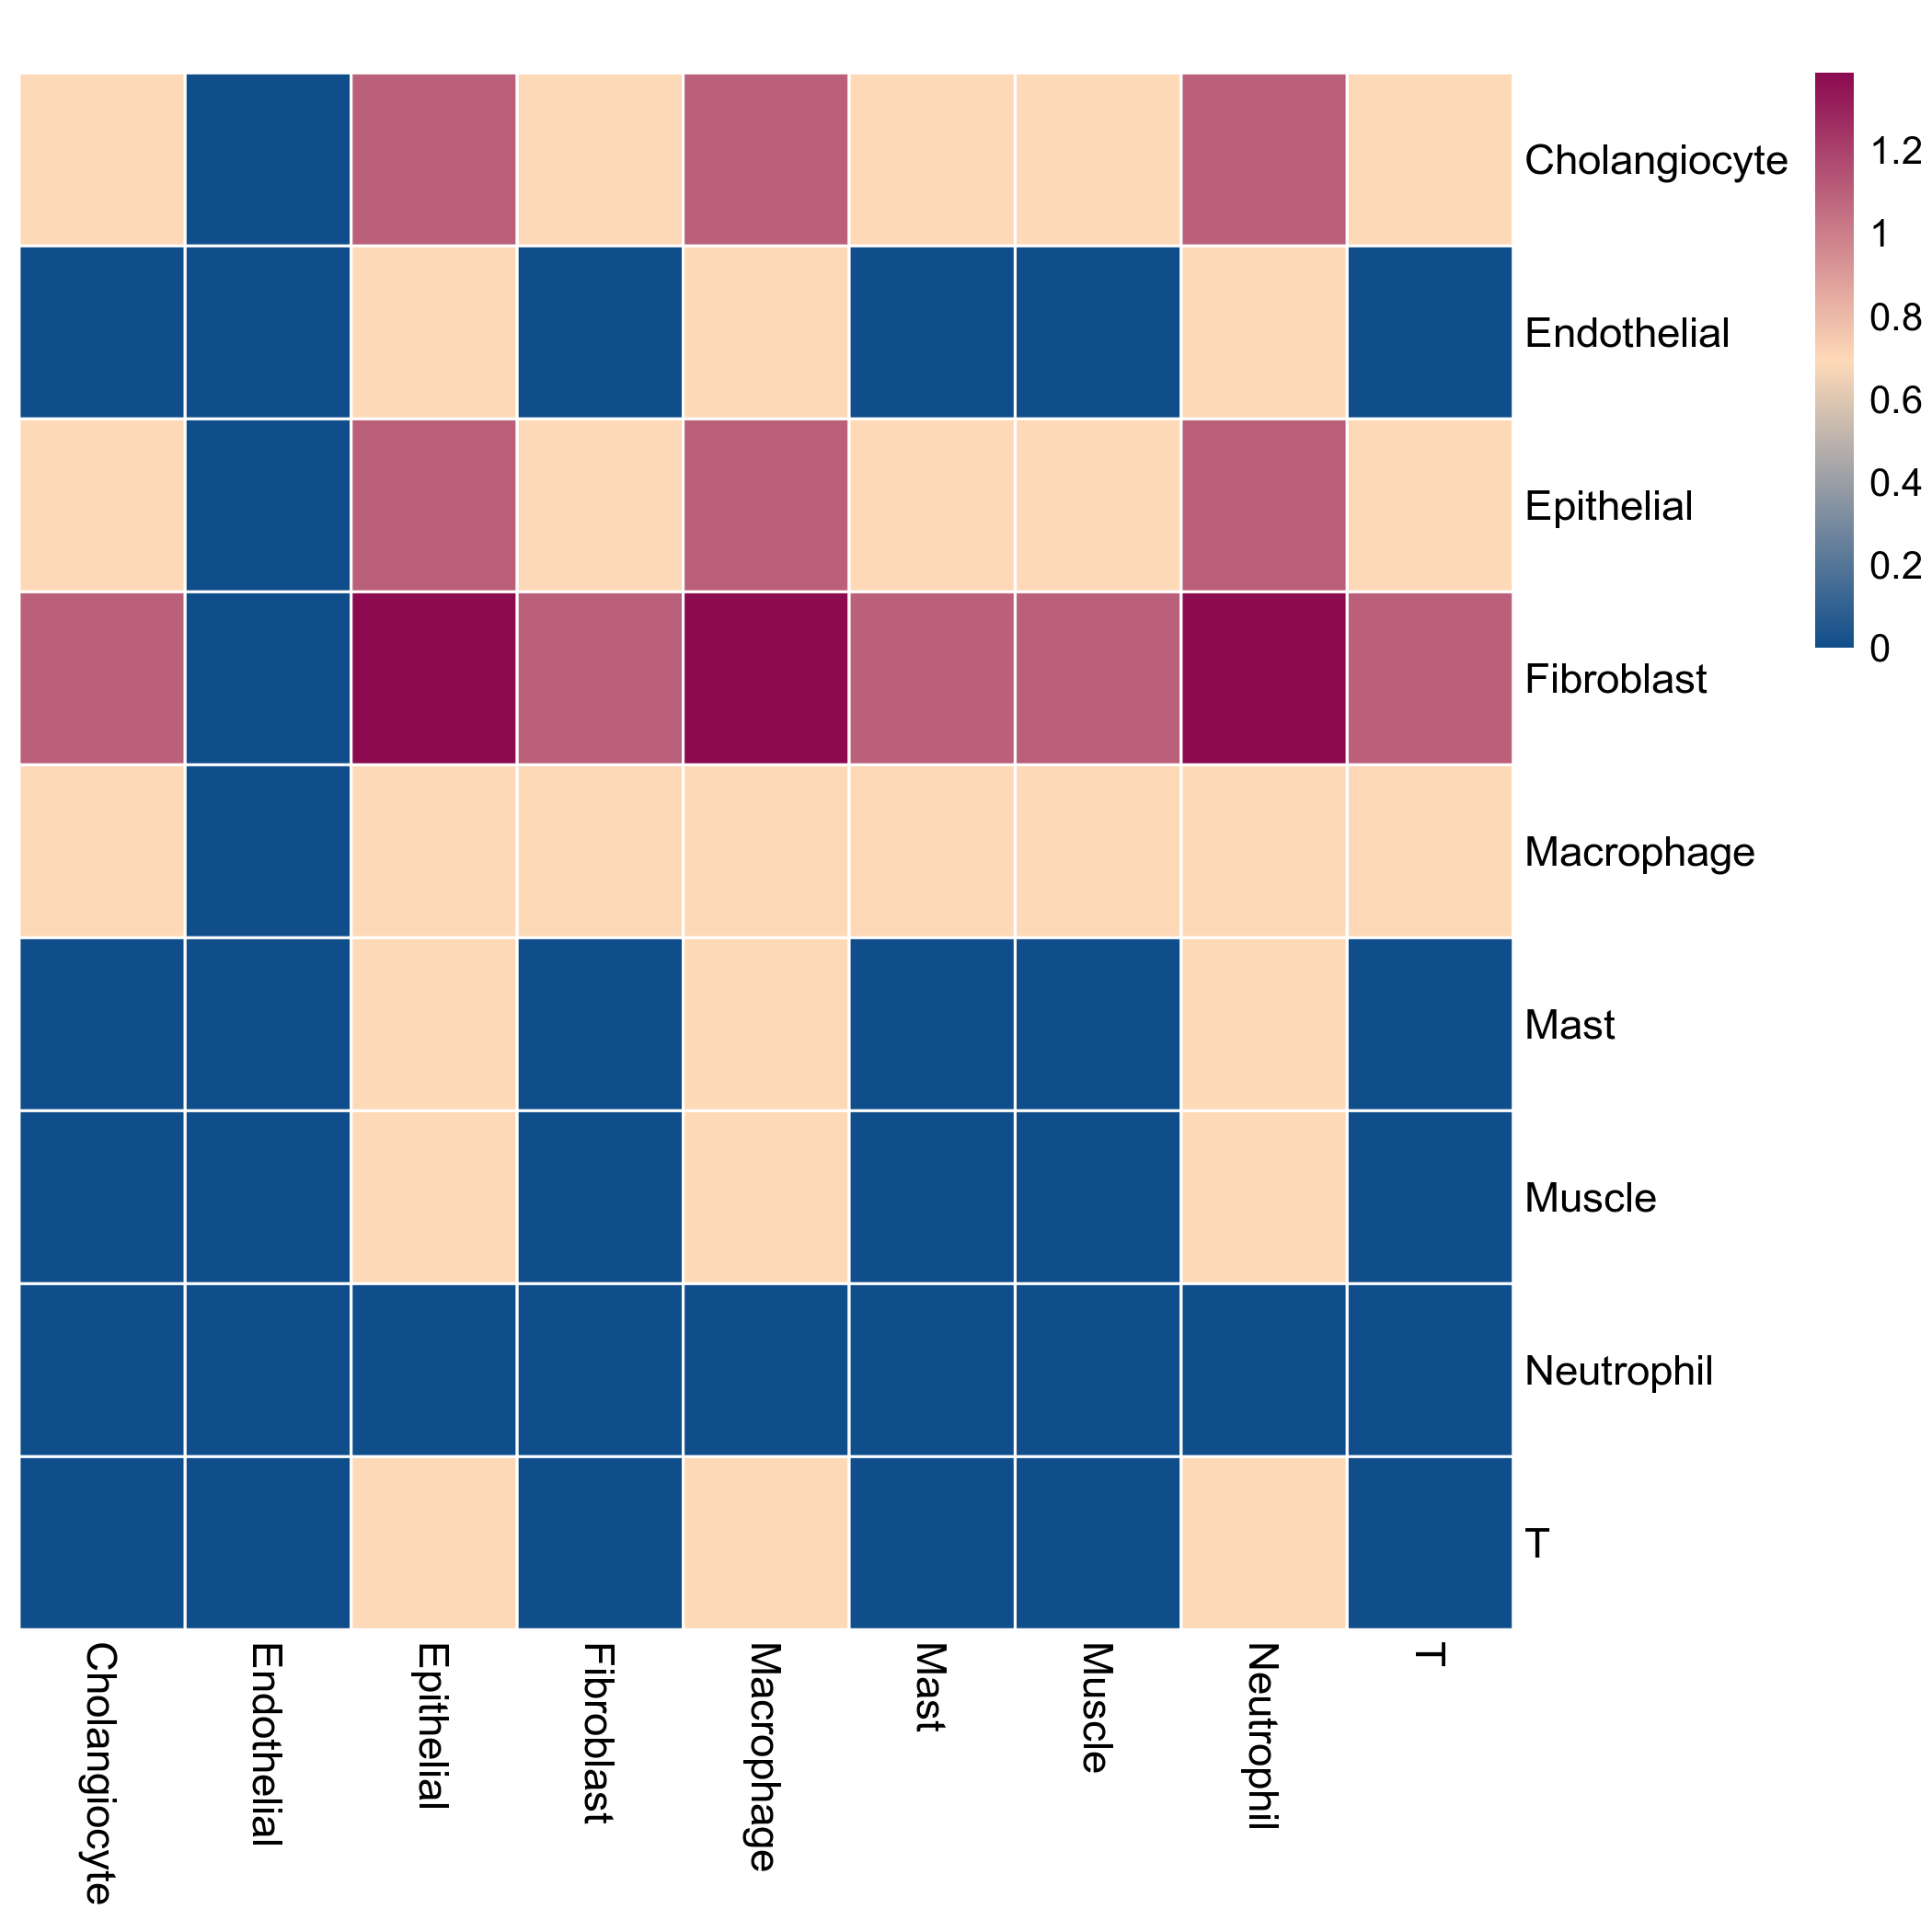 Cholangiocyte
Endothelial
Epithelial
Fibroblast
Macrophage
Mast
Muscle
Neutrophil
T
1.2
1
0.8
0.6
0.4
0.2
0
Cholangiocyte
Endothelial
Epithelial
Fibroblast
Macrophage
Mast
Muscle
Neutrophil
T